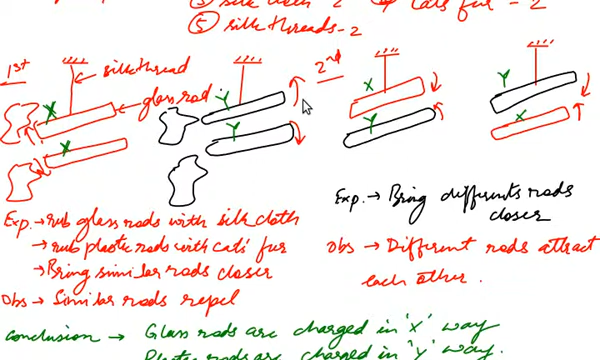 ③ silk cloth - 2 ④ Cats fur - 2
⑤ silk threads - 2
1st
silk thread
glass rod
X
X
Y
Y
2nd
X
Y
Y
X
Exp. → rub glass rods with silk cloth
→ rub plastic rods with cats' fur
→ Bring similar rods closer
Obs → Similar rods repel
Exp. → Bring differents rods
closer
Obs → Different rods attract
each other.
Conclusion → Glass rods are charged in 'X' way
Plastic rods are charged in 'Y' way.